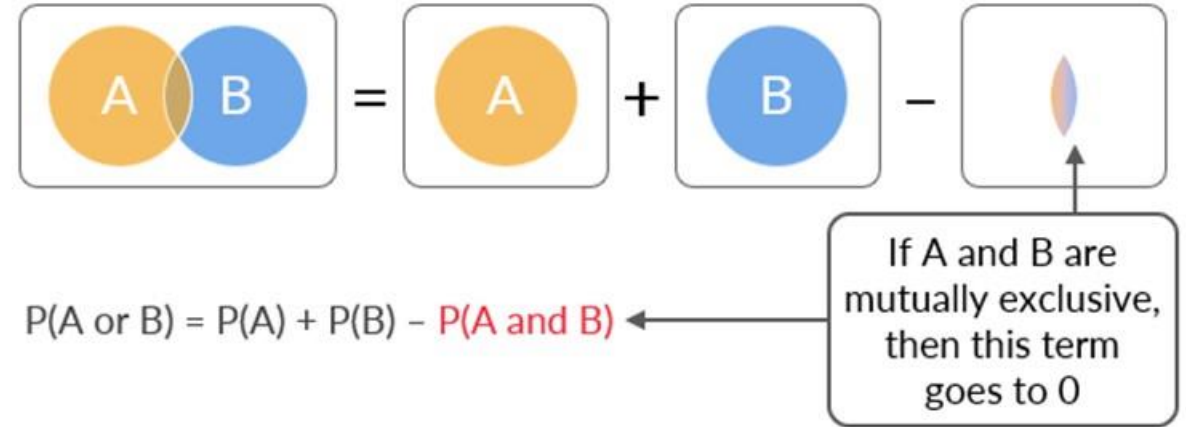 A B = A + B –
P(A or B) = P(A) + P(B) – P(A and B)
If A and B are
mutually exclusive,
then this term
goes to 0